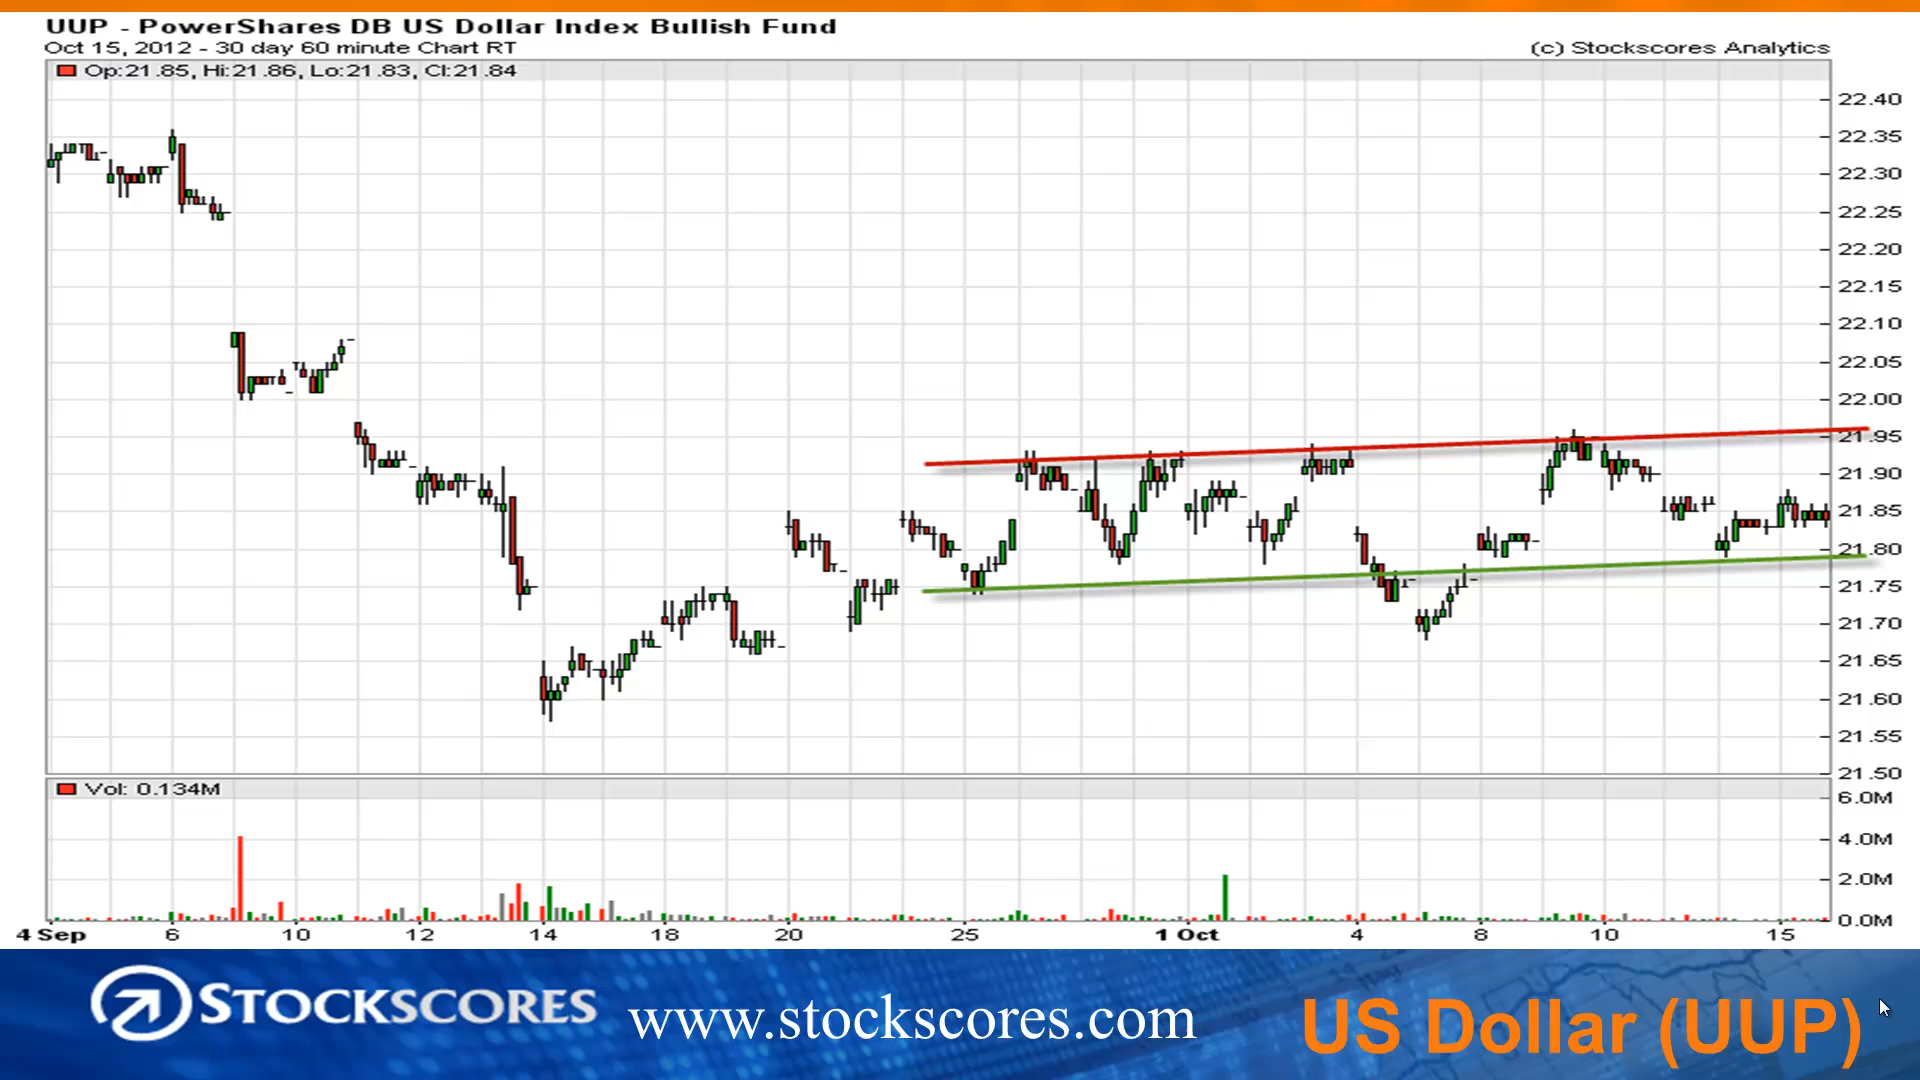 UUP - PowerShares DB US Dollar Index Bullish Fund
Oct 15, 2012 - 30 day 60 minute Chart RT
(c) Stockscores Analytics
Op:21.85, Hi:21.86, Lo:21.83, Cl:21.84
22.40
22.35
22.30
22.25
22.20
22.15
22.10
22.05
22.00
21.95
21.90
21.85
21.80
21.75
21.70
21.65
21.60
21.55
21.50
Vol: 0.134M
6.0M
4.0M
2.0M
0.0M
4 Sep 6 10 12 14 18 20 25 1 Oct 4 8 10 15
STOCKSCORES
www.stockscores.com
US Dollar (UUP)